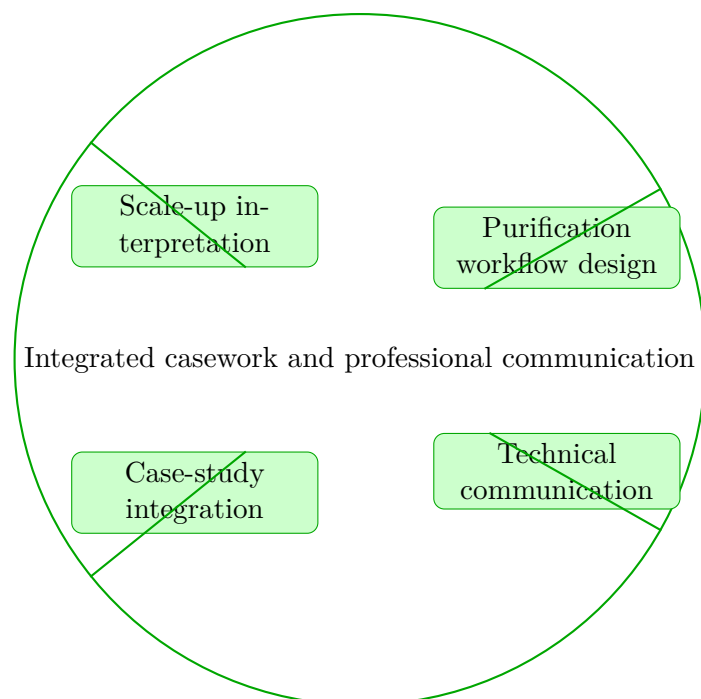 Scale-up in-
terpretation
Purification
workflow design
Integrated casework and professional communication
Case-study
integration
Technical
communication